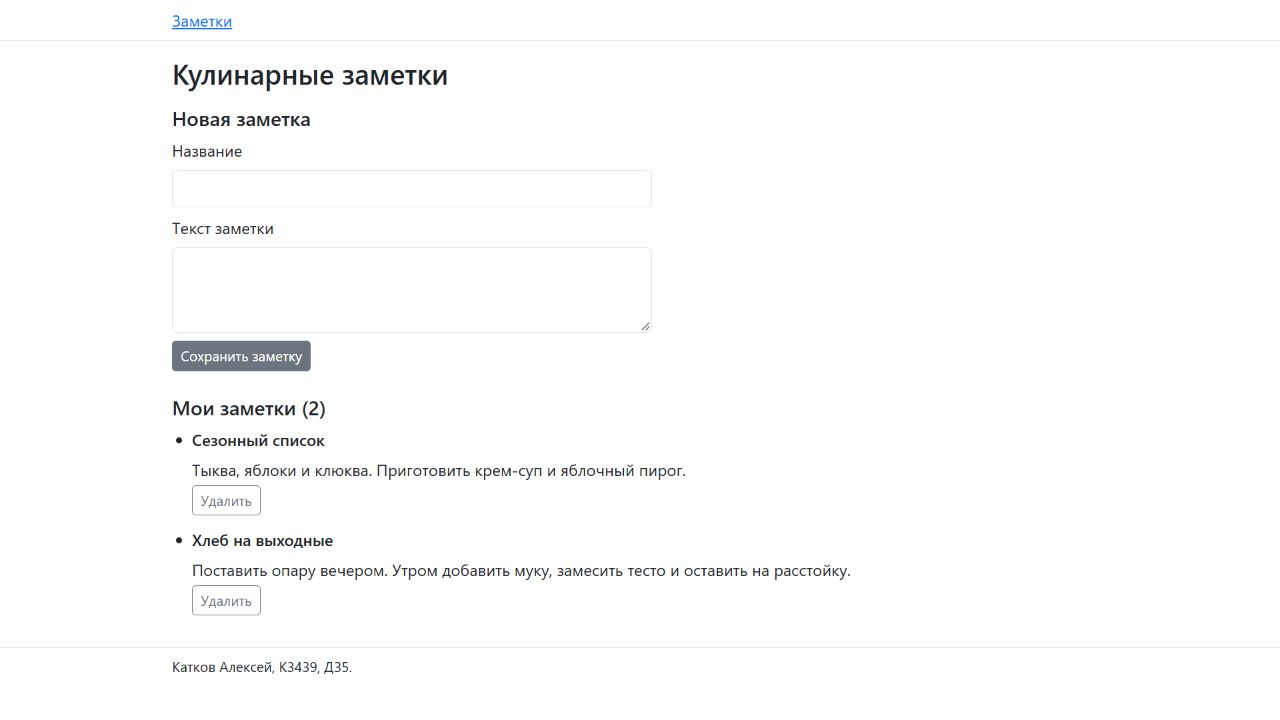 Заметки
Кулинарные заметки
Новая заметка
Название
Текст заметки
Сохранить заметку
Мои заметки (2)
Сезонный список
Тыква, яблоки и клюква. Приготовить крем-суп и яблочный пирог.
Удалить
Хлеб на выходные
Поставить опару вечером. Утром добавить муку, замесить тесто и оставить на расстойку.
Удалить
Катков Алексей, К3439, Д35.